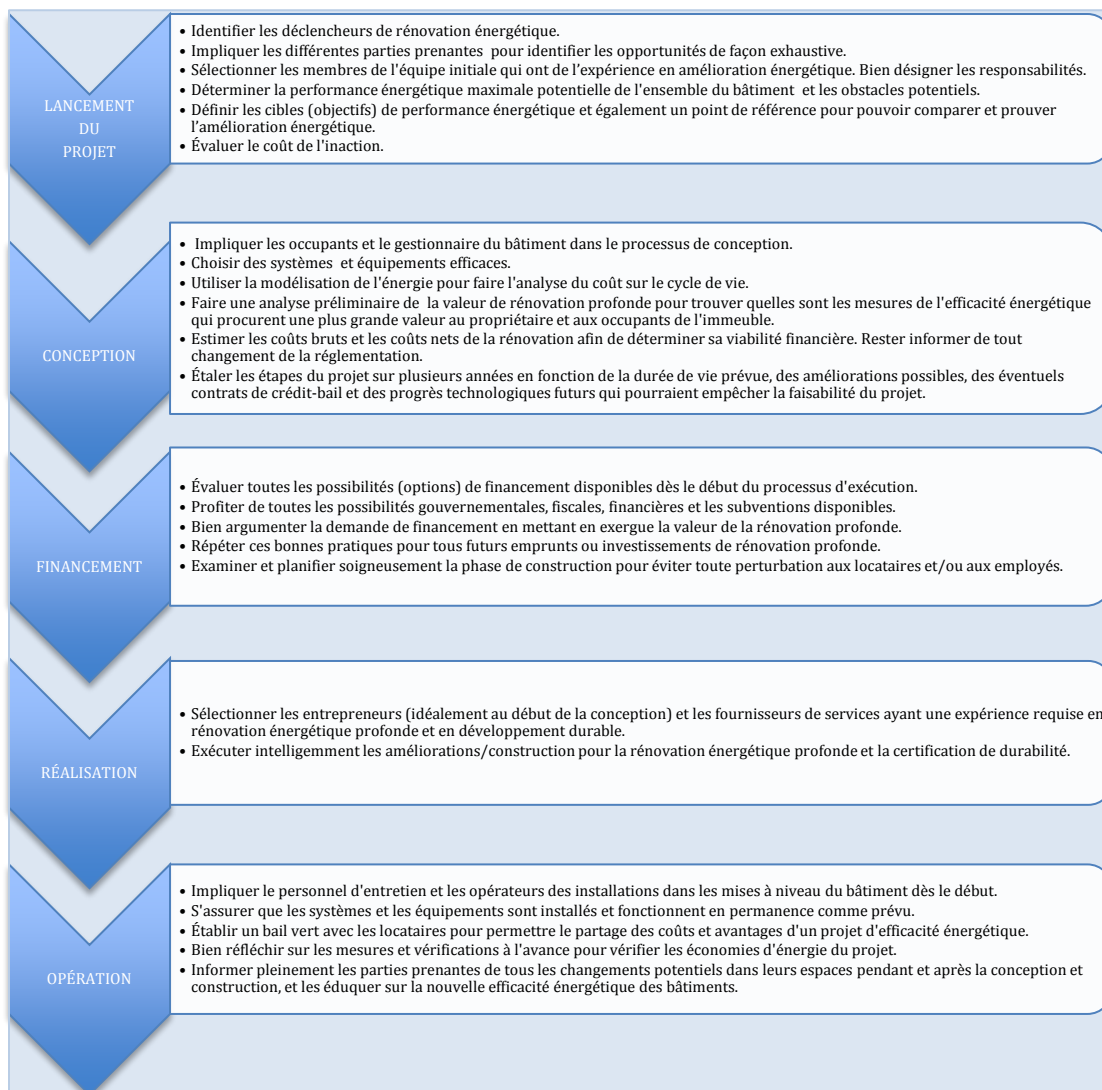 LANCEMENT
DU
PROJET
• Identifier les déclencheurs de rénovation énergétique.
• Impliquer les différentes parties prenantes pour identifier les opportunités de façon exhaustive.
• Sélectionner les membres de l'équipe initiale qui ont de l'expérience en amélioration énergétique. Bien désigner les responsabilités.
• Déterminer la performance énergétique maximale potentielle de l'ensemble du bâtiment et les obstacles potentiels.
• Définir les cibles (objectifs) de performance énergétique et également un point de référence pour pouvoir comparer et prouver
l'amélioration énergétique.
• Évaluer le coût de l'inaction.
CONCEPTION
• Impliquer les occupants et le gestionnaire du bâtiment dans le processus de conception.
• Choisir des systèmes et équipements efficaces.
• Utiliser la modélisation de l'énergie pour faire l'analyse du coût sur le cycle de vie.
• Faire une analyse préliminaire de la valeur de rénovation profonde pour trouver quelles sont les mesures de l'efficacité énergétique
qui procurent une plus grande valeur au propriétaire et aux occupants de l'immeuble.
• Estimer les coûts bruts et les coûts nets de la rénovation afin de déterminer sa viabilité financière. Rester informer de tout
changement de la réglementation.
• Étaler les étapes du projet sur plusieurs années en fonction de la durée de vie prévue, des améliorations possibles, des éventuels
contrats de crédit-bail et des progrès technologiques futurs qui pourraient empêcher la faisabilité du projet.
FINANCEMENT
• Évaluer toutes les possibilités (options) de financement disponibles dès le début du processus d'exécution.
• Profiter de toutes les possibilités gouvernementales, fiscales, financières et les subventions disponibles.
• Bien argumenter la demande de financement en mettant en exergue la valeur de la rénovation profonde.
• Répéter ces bonnes pratiques pour tous futurs emprunts ou investissements de rénovation profonde.
• Examiner et planifier soigneusement la phase de construction pour éviter toute perturbation aux locataires et/ou aux employés.
RÉALISATION
• Sélectionner les entrepreneurs (idéalement au début de la conception) et les fournisseurs de services ayant une expérience requise en
rénovation énergétique profonde et en développement durable.
• Exécuter intelligemment les améliorations/construction pour la rénovation énergétique profonde et la certification de durabilité.
OPÉRATION
• Impliquer le personnel d'entretien et les opérateurs des installations dans les mises à niveau du bâtiment dès le début.
• S'assurer que les systèmes et les équipements sont installés et fonctionnent en permanence comme prévu.
• Établir un bail vert avec les locataires pour permettre le partage des coûts et avantages d'un projet d'efficacité énergétique.
• Bien réfléchir sur les mesures et vérifications à l'avance pour vérifier les économies d'énergie du projet.
• Informer pleinement les parties prenantes de tous les changements potentiels dans leurs espaces pendant et après la conception et
construction, et les éduquer sur la nouvelle efficacité énergétique des bâtiments.